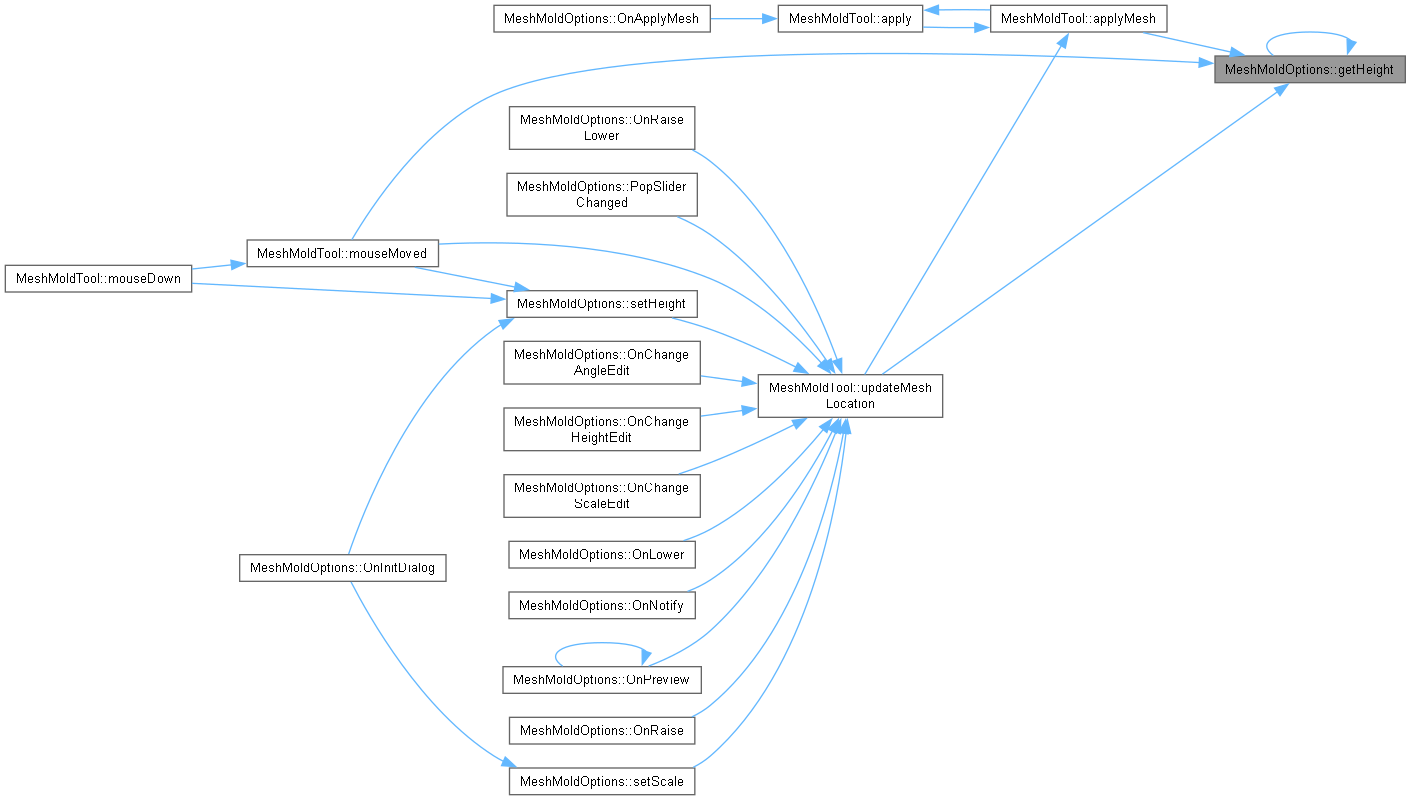 MeshMoldOptions::OnApplyMesh
MeshMoldTool::apply
MeshMoldTool::applyMesh
MeshMoldOptions::getHeight
MeshMoldOptions::OnRaise
Lower
MeshMoldOptions::PopSlider
Changed
MeshMoldTool::mouseMoved
MeshMoldTool::mouseDown
MeshMoldOptions::setHeight
MeshMoldOptions::OnChange
AngleEdit
MeshMoldTool::updateMesh
Location
MeshMoldOptions::OnChange
HeightEdit
MeshMoldOptions::OnChange
ScaleEdit
MeshMoldOptions::OnLower
MeshMoldOptions::OnInitDialog
MeshMoldOptions::OnNotify
MeshMoldOptions::OnPreview
MeshMoldOptions::OnRaise
MeshMoldOptions::setScale